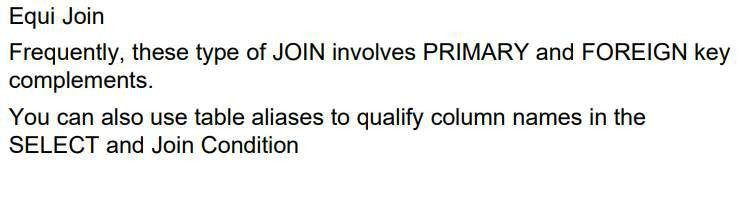 Equi Join
Frequently, these type of JOIN involves PRIMARY and FOREIGN key
complements.
You can also use table aliases to qualify column names in the
SELECT and Join Condition